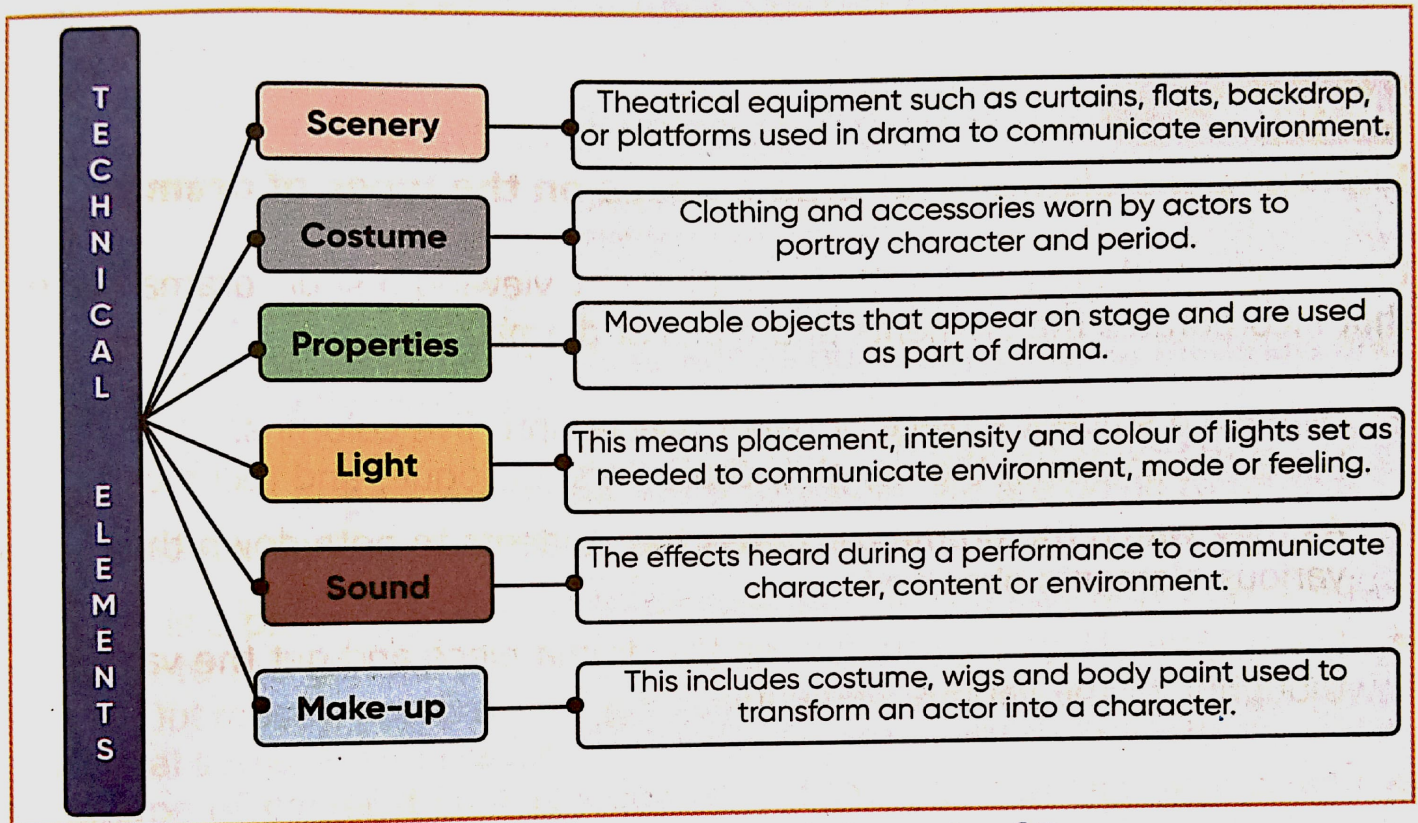 TECHNICAL ELEMENTS
Scenery
Theatrical equipment such as curtains, flats, backdrop,
or platforms used in drama to communicate environment.
Costume
Clothing and accessories worn by actors to
portray character and period.
Properties
Moveable objects that appear on stage and are used
as part of drama.
Light
This means placement, intensity and colour of lights set as
needed to communicate environment, mode or feeling.
Sound
The effects heard during a performance to communicate
character, content or environment.
Make-up
This includes costume, wigs and body paint used to
transform an actor into a character.